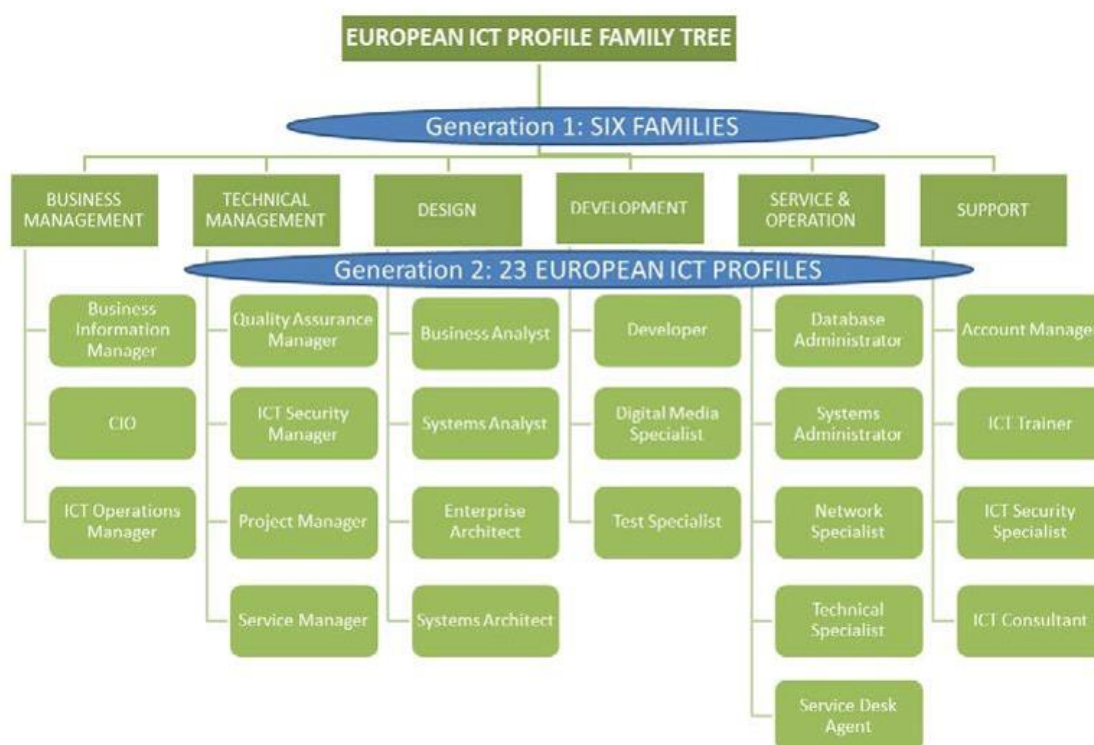 EUROPEAN ICT PROFILE FAMILY TREE
Generation 1: SIX FAMILIES
BUSINESS
MANAGEMENT
TECHNICAL
MANAGEMENT
DESIGN
DEVELOPMENT
SERVICE &
OPERATION
SUPPORT
Generation 2: 23 EUROPEAN ICT PROFILES
Business
Information
Manager
CIO
ICT Operations
Manager
Quality Assurance
Manager
ICT Security
Manager
Project Manager
Service Manager
Business Analyst
Systems Analyst
Enterprise
Architect
Systems Architect
Developer
Digital Media
Specialist
Test Specialist
Database
Administrator
Systems
Administrator
Network
Specialist
Technical
Specialist
Service Desk
Agent
Account Manager
ICT Trainer
ICT Security
Specialist
ICT Consultant